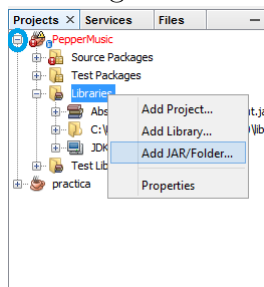 Projects × Services Files
PepperMusic
Source Packages
Test Packages
Libraries
Abs
Add Project...
C:\
Add Library...
JDK
Add JAR/Folder...
Test Lib
Properties
practica